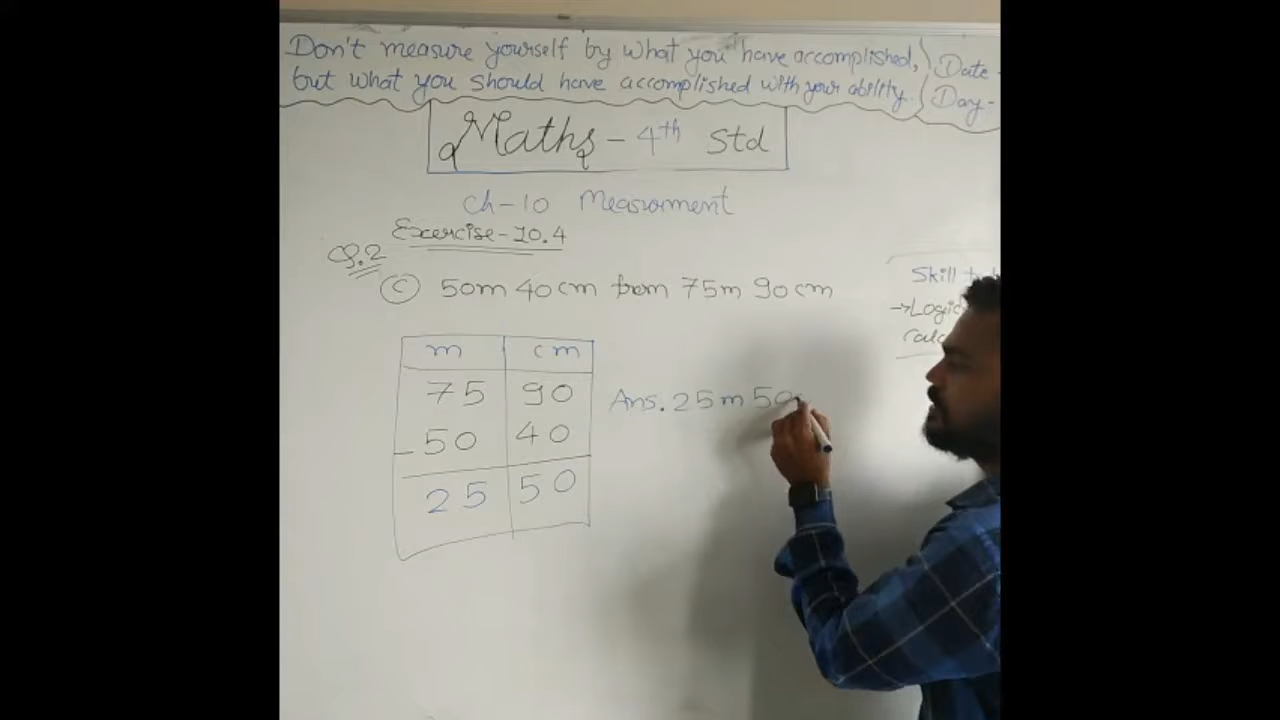 Don't measure yourself by what you have accomplished,
but what you should have accomplished with your ability.
Date -
Day -
Maths - 4th Std
Ch-10 Measurment
Exercise-10.4
Q.2
C 50m 40cm from 75m 90cm
m cm
75 90
- 50 40
25 50
Ans. 25m 50
Skill
→Logic